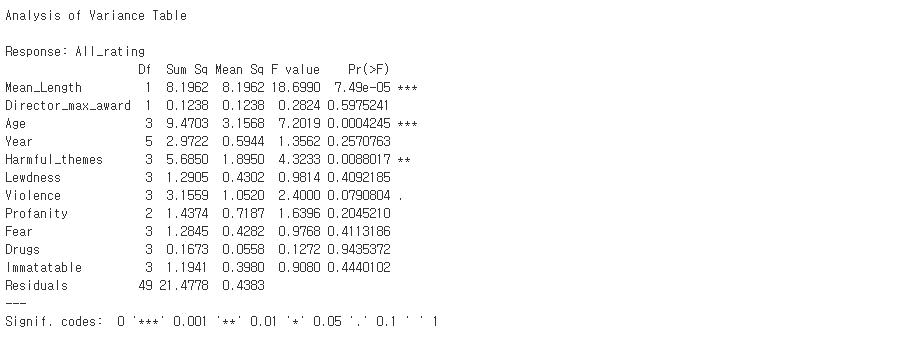 Analysis of Variance Table

Response: All_rating
                   Df  Sum Sq Mean Sq F value    Pr(>F)
Mean_Length         1  8.1962  8.1962 18.6990  7.49e-05 ***
Director_max_award  1  0.1238  0.1238  0.2824 0.5975241
Age                 3  9.4703  3.1568  7.2019 0.0004245 ***
Year                5  2.9722  0.5944  1.3562 0.2570763
Harmful_themes      3  5.6850  1.8950  4.3233 0.0088017 **
Lewdness            3  1.2905  0.4302  0.9814 0.4092185
Violence            3  3.1559  1.0520  2.4000 0.0790804 .
Profanity           2  1.4374  0.7187  1.6396 0.2045210
Fear                3  1.2845  0.4282  0.9768 0.4113186
Drugs               3  0.1673  0.0558  0.1272 0.9435372
Immatatable         3  1.1941  0.3980  0.9080 0.4440102
Residuals          49 21.4778  0.4383
---
Signif. codes:  0 '***' 0.001 '**' 0.01 '*' 0.05 '.' 0.1 ' ' 1